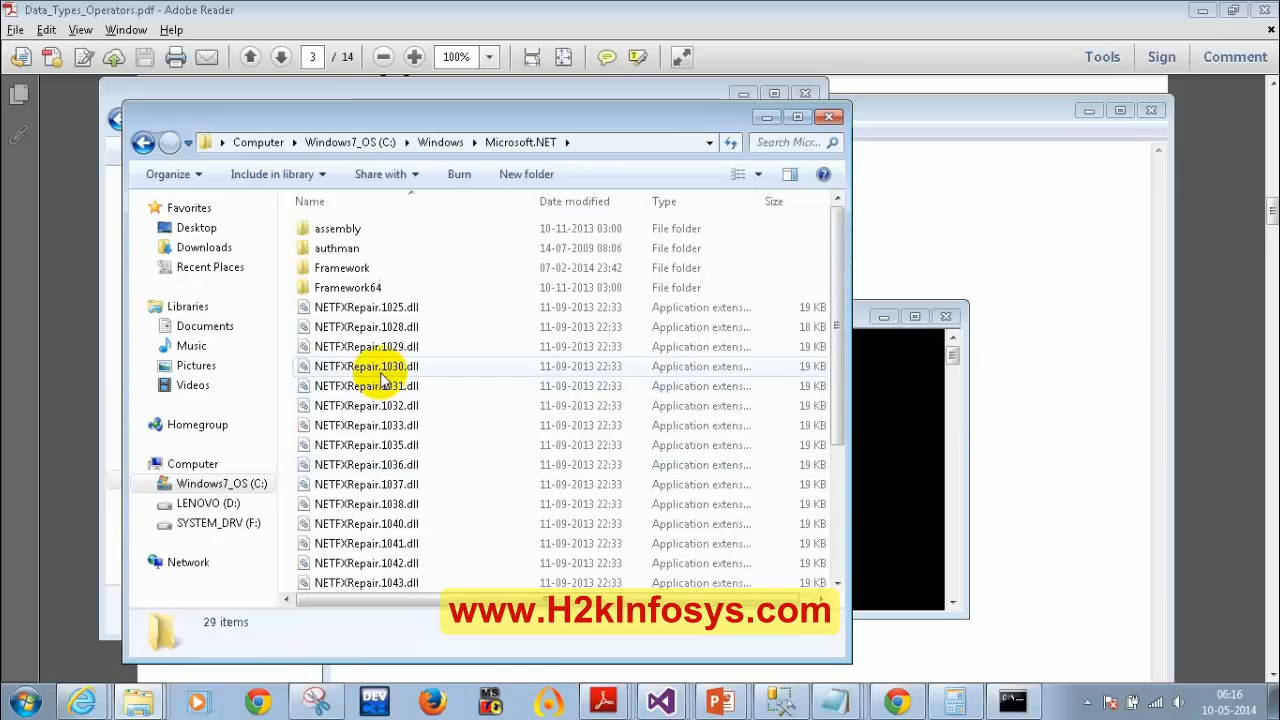 Data_Types_Operators.pdf - Adobe Reader
File Edit View Window Help
3 / 14 100% Tools Sign Comment
Computer Windows7_OS (C:) Windows Microsoft.NET Search Micr...
Organize Include in library Share with Burn New folder
Favorites
Desktop
Downloads
Recent Places
Libraries
Documents
Music
Pictures
Videos
Homegroup
Computer
Windows7_OS (C:)
LENOVO (D:)
SYSTEM_DRV (F:)
Network
Name Date modified Type Size
assembly 10-11-2013 03:00 File folder
authman 14-07-2009 08:06 File folder
Framework 07-02-2014 23:42 File folder
Framework64 10-11-2013 03:00 File folder
NETFXRepair.1025.dll 11-09-2013 22:33 Application extens... 19 KB
NETFXRepair.1028.dll 11-09-2013 22:33 Application extens... 18 KB
NETFXRepair.1029.dll 11-09-2013 22:33 Application extens... 19 KB
NETFXRepair.1030.dll 11-09-2013 22:33 Application extens... 19 KB
NETFXRepair.1031.dll 11-09-2013 22:33 Application extens... 19 KB
NETFXRepair.1032.dll 11-09-2013 22:33 Application extens... 19 KB
NETFXRepair.1033.dll 11-09-2013 22:33 Application extens... 19 KB
NETFXRepair.1035.dll 11-09-2013 22:33 Application extens... 19 KB
NETFXRepair.1036.dll 11-09-2013 22:33 Application extens... 19 KB
NETFXRepair.1037.dll 11-09-2013 22:33 Application extens... 19 KB
NETFXRepair.1038.dll 11-09-2013 22:33 Application extens... 19 KB
NETFXRepair.1040.dll 11-09-2013 22:33 Application extens... 19 KB
NETFXRepair.1041.dll 11-09-2013 22:33 Application extens... 19 KB
NETFXRepair.1042.dll 11-09-2013 22:33 Application extens... 19 KB
NETFXRepair.1043.dll 11-09-2013 22:33 Application extens... 19 KB
www.H2kInfosys.com
29 items
DEV
MS
06:16
10-05-2014